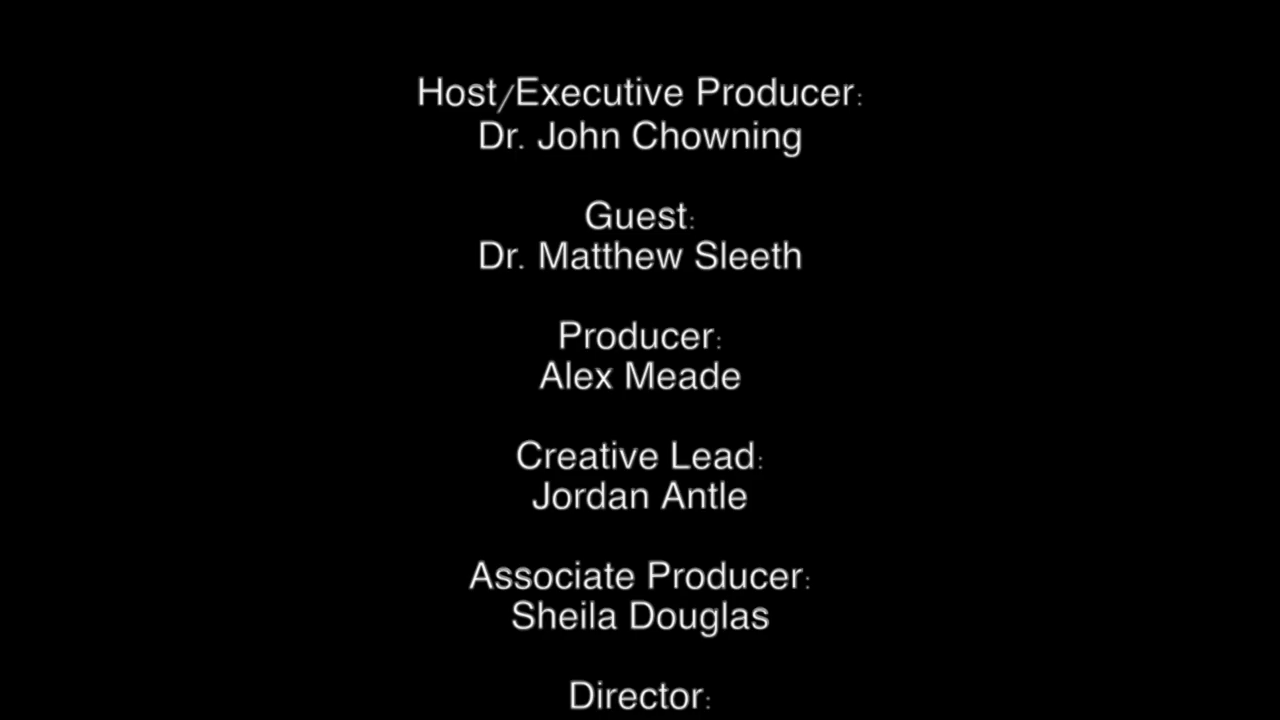 Host/Executive Producer:
Dr. John Chowning
Guest:
Dr. Matthew Sleeth
Producer:
Alex Meade
Creative Lead:
Jordan Antle
Associate Producer:
Sheila Douglas
Director: